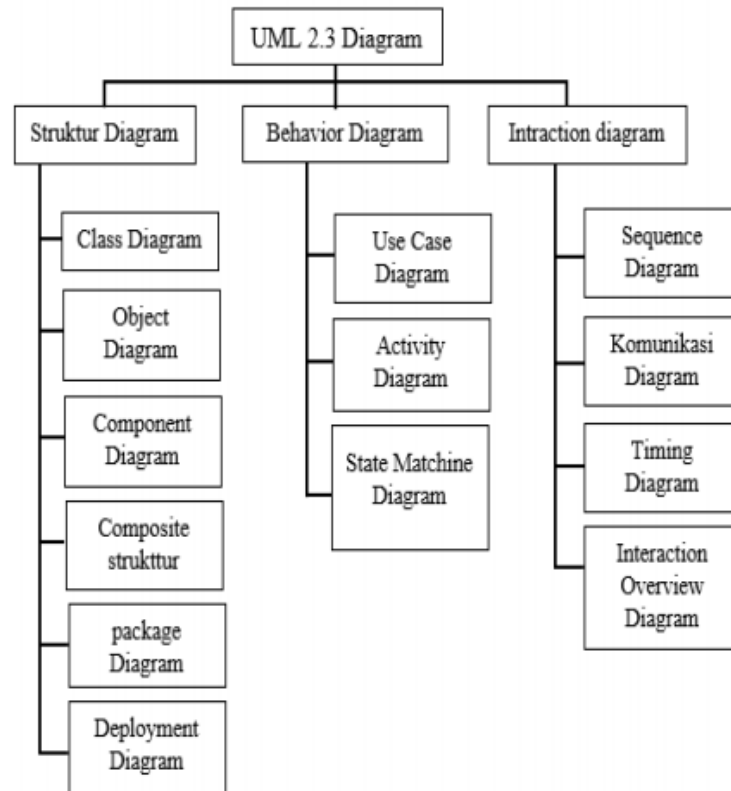 UML 2.3 Diagram
Struktur Diagram
Behavior Diagram
Intraction diagram
Class Diagram
Object
Diagram
Component
Diagram
Composite
strukttur
package
Diagram
Deployment
Diagram
Use Case
Diagram
Activity
Diagram
State Matchine
Diagram
Sequence
Diagram
Komunikasi
Diagram
Timing
Diagram
Interaction
Overview
Diagram